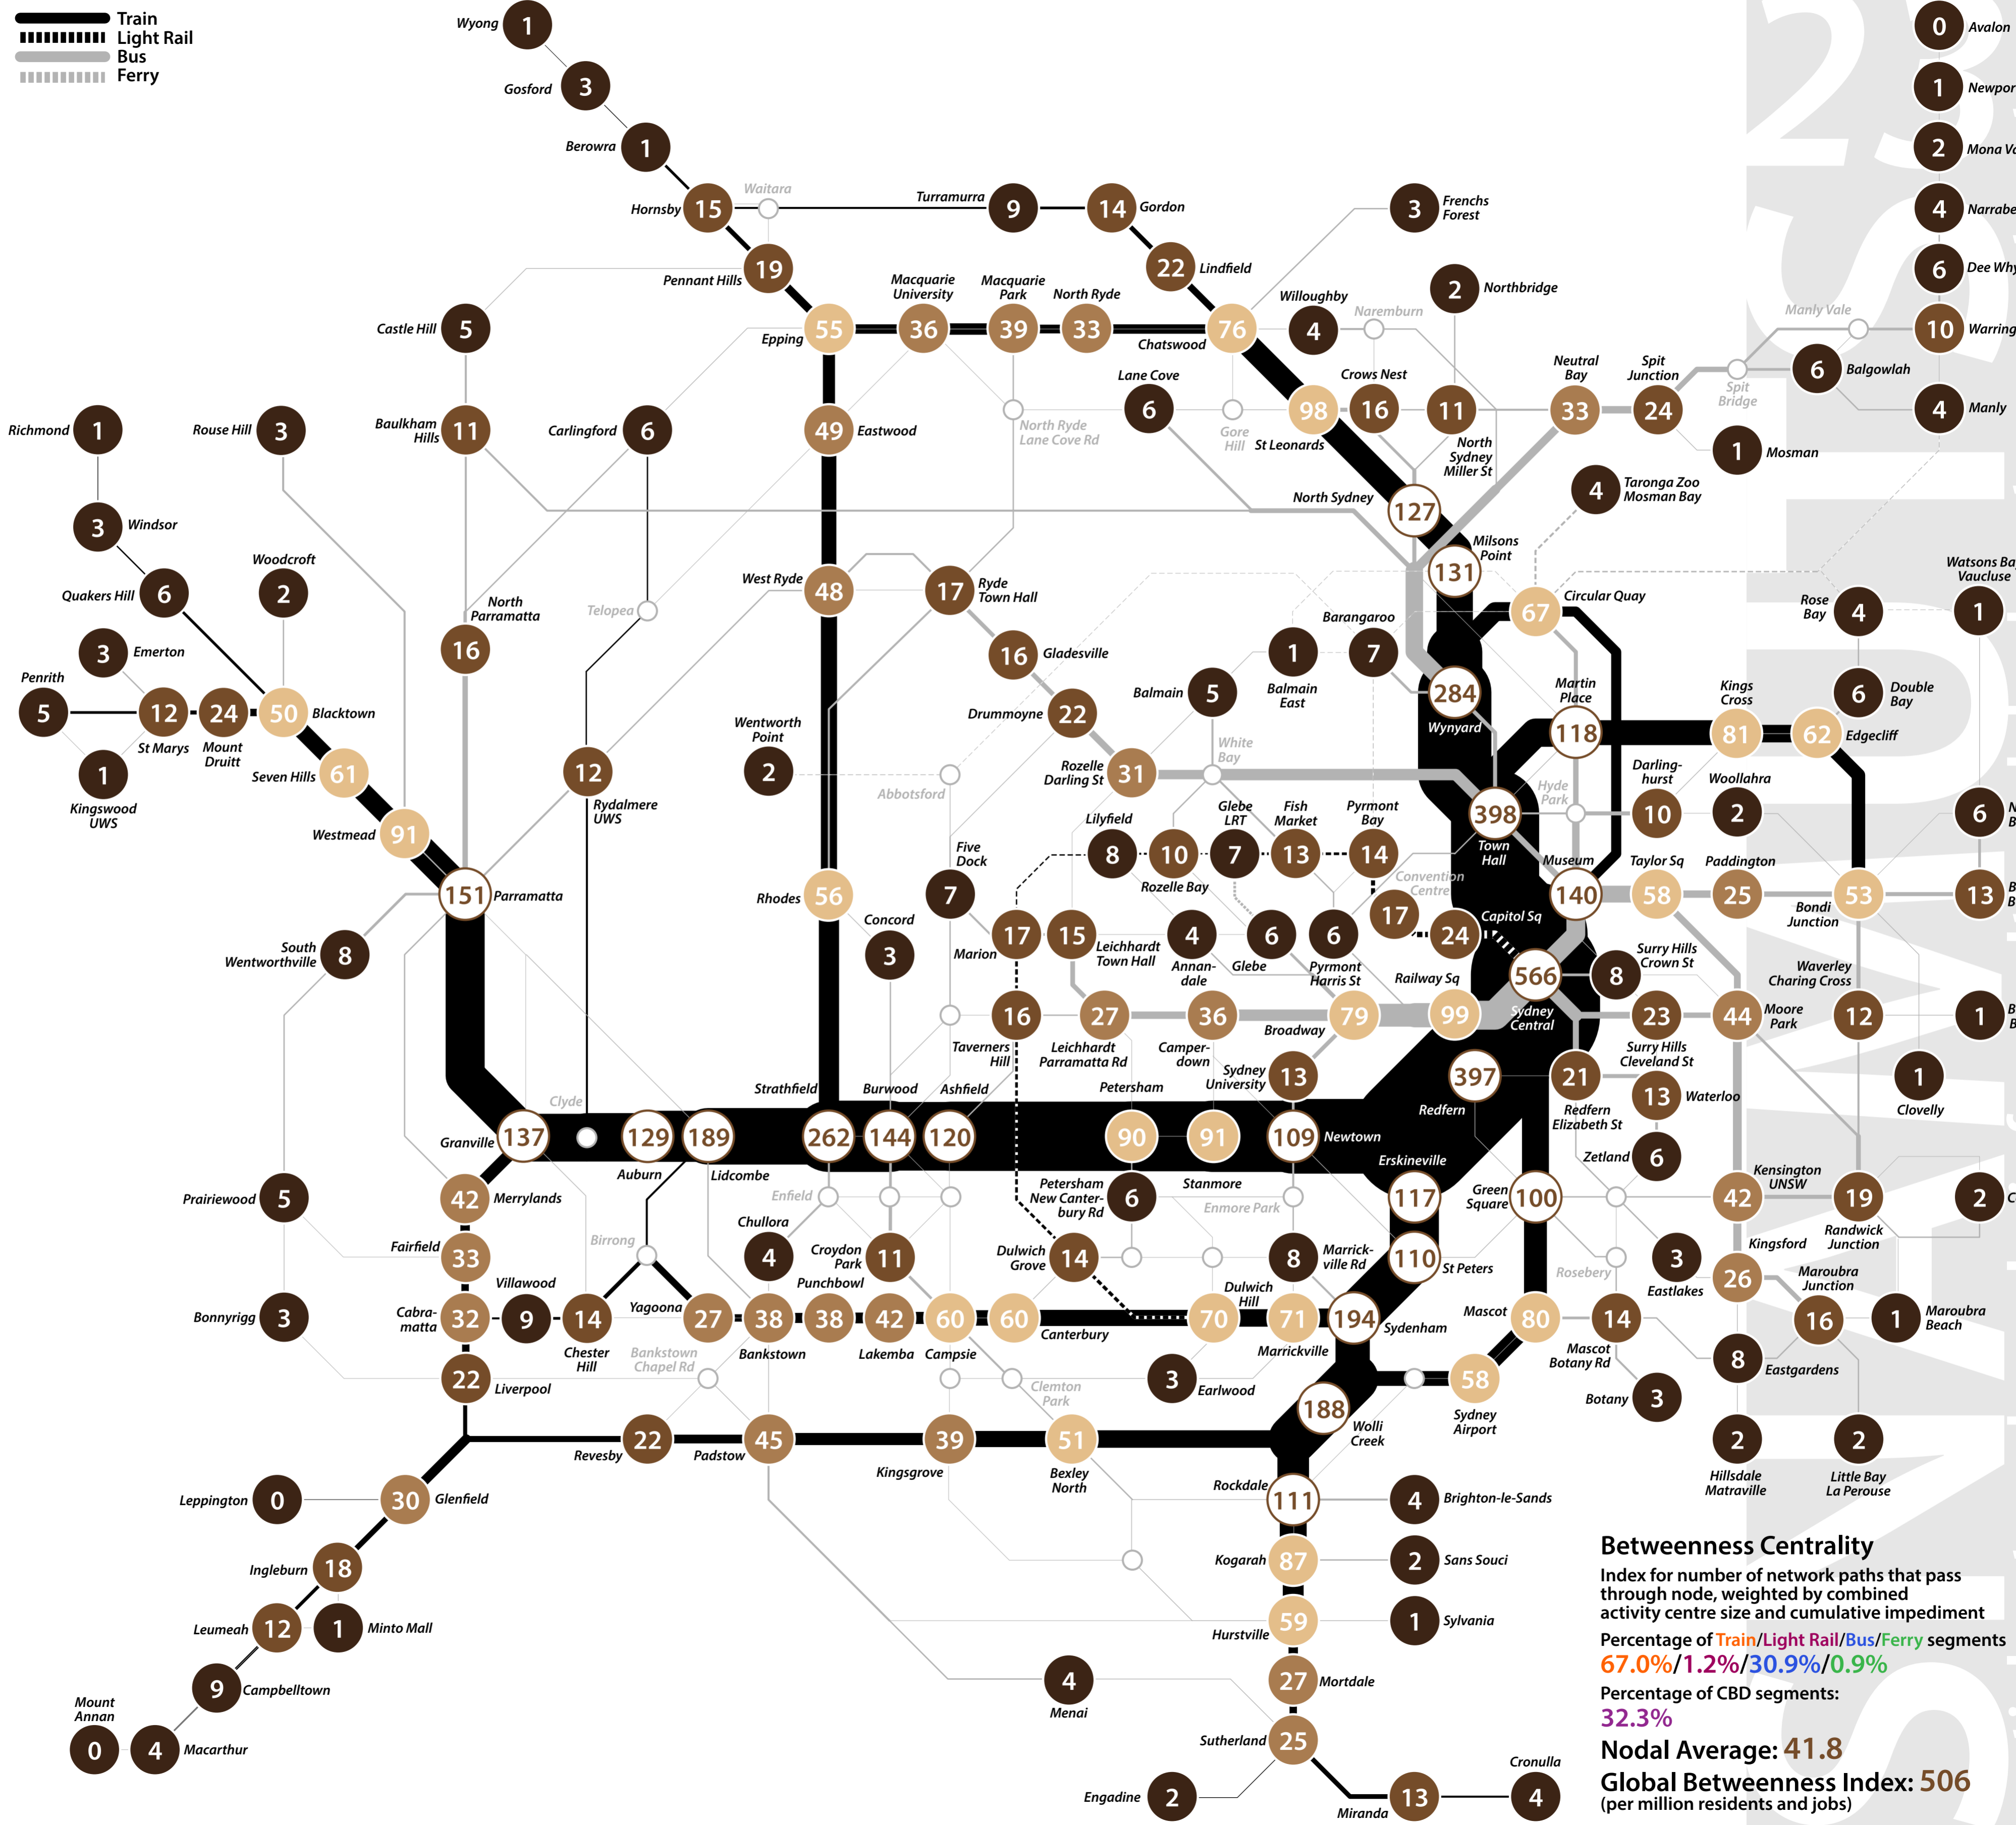 Train
Light Rail
Bus
Ferry
Wyong
1
Gosford
3
Berowra
1
Hornsby
15
Waitara
Turramurra
9
14
Gordon
3
Frenchs
Forest
0
Avalon
1
2
4
6
10
4
Manly
Pennant Hills
19
22
Lindfield
Castle Hill
5
Epping
55
Macquarie
University
36
Macquarie
Park
39
North Ryde
33
Chatswood
76
Willoughby
4
Naremburn
2
Northbridge
Manly Vale
6
Balgowlah
Spit
Bridge
Neutral
Bay
33
Spit
Junction
24
1
Mosman
Richmond
1
Rouse Hill
3
Baulkham
Hills
11
Carlingford
6
49
Eastwood
North Ryde
Lane Cove Rd
Lane Cove
6
Gore
Hill
98
St Leonards
Crows Nest
16
11
North
Sydney
Miller St
4
Taronga Zoo
Mosman Bay
North Sydney
127
Milsons
Point
131
3
Windsor
Quakers Hill
6
Woodcroft
2
North
Parramatta
16
Telopea
West Ryde
48
17
Ryde
Town Hall
67
Circular Quay
Rose
Bay
4
Vaucluse
1
3
Emerton
Penrith
5
12
St Marys
24
Mount
Druitt
50
Blacktown
1
Kingswood
UWS
Seven Hills
61
Westmead
91
12
Rydalmere
UWS
Wentworth
Point
2
Abbotsford
16
Gladesville
Drummoyne
22
Rozelle
Darling St
31
Balmain
5
White
Bay
1
Balmain
East
Barangaroo
7
284
Wynyard
Martin
Place
118
Kings
Cross
81
62
Edgecliff
6
Double
Bay
Hyde
Park
Darling-
hurst
10
Woollahra
2
6
398
Town
Hall
Lilyfield
8
10
Rozelle Bay
Glebe
LRT
7
Fish
Market
13
Pyrmont
Bay
14
Convention
Centre
17
Capitol Sq
24
Museum
140
Taylor Sq
58
Paddington
25
Bondi
Junction
53
13
151
Parramatta
Rhodes
56
Five
Dock
7
Concord
3
South
Wentworthville
8
Marion
17
15
Leichhardt
Town Hall
4
Annan-
dale
6
Glebe
6
Pyrmont
Harris St
566
Sydney
Central
8
Surry Hills
Crown St
Taverners
Hill
16
27
Leichhardt
Parramatta Rd
36
Camper-
down
Broadway
79
Railway Sq
99
23
Surry Hills
Cleveland St
44
Moore
Park
Waverley
Charing Cross
12
1
1
Clovelly
Sydney
University
13
397
Redfern
21
Redfern
Elizabeth St
13
Waterloo
Zetland
6
Clyde
Granville
137
129
Auburn
189
Lidcombe
Strathfield
262
Burwood
144
Ashfield
120
Petersham
90
91
Stanmore
109
Newtown
Erskineville
117
Green
Square
100
42
Kensington
UNSW
19
Randwick
Junction
2
Prairiewood
5
42
Merrylands
Fairfield
33
Enfield
Chullora
4
Croydon
Park
11
Petersham
New Canter-
bury Rd
6
Enmore Park
Dulwich
Grove
14
8
Marrick-
ville Rd
110
St Peters
Rosebery
3
Eastlakes
Kingsford
26
Maroubra
Junction
16
1
Maroubra
Beach
Birrong
Bonnyrigg
3
Cabra-
matta
32
Villawood
9
14
Chester
Hill
Yagoona
27
38
Bankstown
Punchbowl
38
42
Lakemba
60
Campsie
60
Canterbury
70
Dulwich
Hill
71
Marrickville
194
Sydenham
Mascot
80
14
Mascot
Botany Rd
8
Eastgardens
22
Liverpool
Bankstown
Chapel Rd
Clemton
Park
3
Earlwood
58
Sydney
Airport
Botany
3
188
Wolli
Creek
Revesby
22
Padstow
45
Kingsgrove
39
51
Bexley
North
2
Hillsdale
Matraville
2
Little Bay
La Perouse
Leppington
0
30
Glenfield
Rockdale
111
4
Brighton-le-Sands
Ingleburn
18
Kogarah
87
2
Sans Souci
Leumeah
12
1
Minto Mall
Hurstville
59
1
Sylvania
9
Campbelltown
4
Menai
27
Mortdale
Mount
Annan
0
4
Macarthur
Sutherland
25
Engadine
2
Miranda
13
Cronulla
4
Betweenness Centrality
Index for number of network paths that pass
through node, weighted by combined
activity centre size and cumulative impediment
Percentage of Train/Light Rail/Bus/Ferry segments
67.0%/1.2%/30.9%/0.9%
Percentage of CBD segments:
32.3%
Nodal Average: 41.8
Global Betweenness Index: 506
(per million residents and jobs)